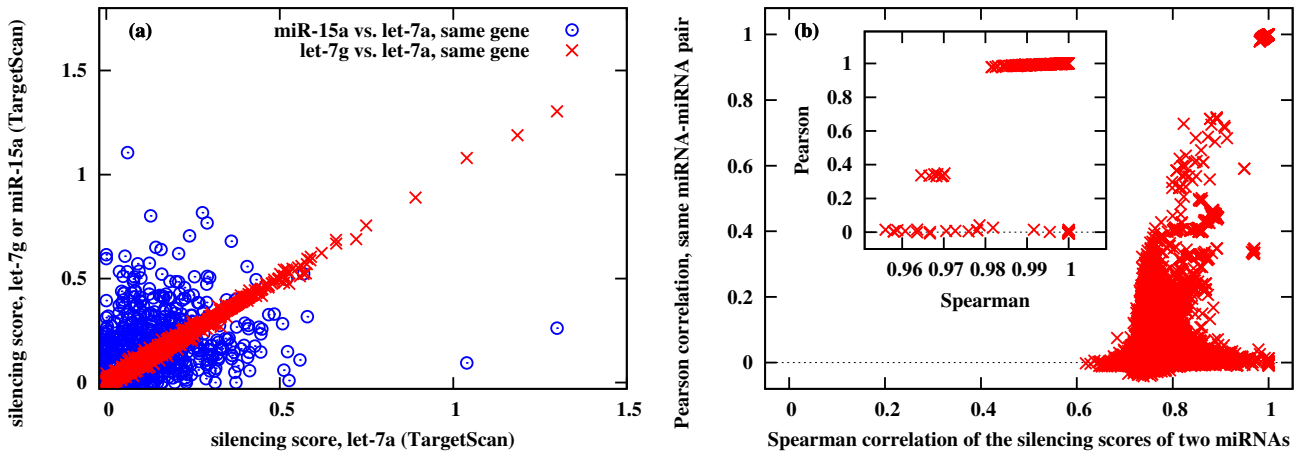 (a)
miR-15a vs. let-7a, same gene
let-7g vs. let-7a, same gene
silencing score, let-7g or miR-15a (TargetScan)
1.5
1
0.5
0
0 0.5 1 1.5
silencing score, let-7a (TargetScan)
(b)
Pearson correlation, same miRNA-miRNA pair
1
0.8
0.6
0.4
0.2
0
0 0.2 0.4 0.6 0.8 1
Spearman correlation of the silencing scores of two miRNAs
Pearson
1
0.8
0.6
0.4
0.2
0
0.96 0.97 0.98 0.99 1
Spearman